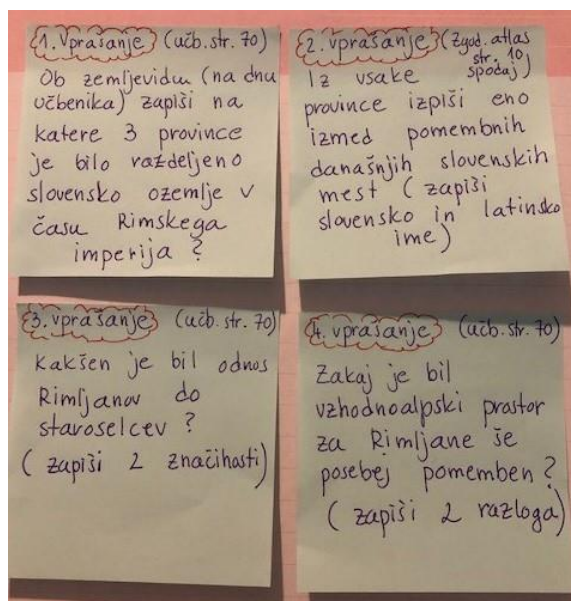 1. vprašanje (učb. str. 70)
Ob zemljevidu (na dnu
učbenika) zapiši na
katere 3 province
je bilo razdeljeno
slovensko ozemlje v
času Rimskega
imperija?
2. vprašanje (zgod. atlas
str. 10
spodaj)
Iz vsake
province izpiši eno
izmed pomembnih
današnjih slovenskih
mest (zapiši
slovensko in latinsko
ime)
3. vprašanje (učb. str. 70)
Kakšen je bil odnos
Rimljanov do
staroselcev?
(zapiši 2 značilnosti)
4. vprašanje (učb. str. 70)
Zakaj je bil
vzhodnoalpski prostor
za Rimljane še
posebej pomemben?
(zapiši 2 razloga)